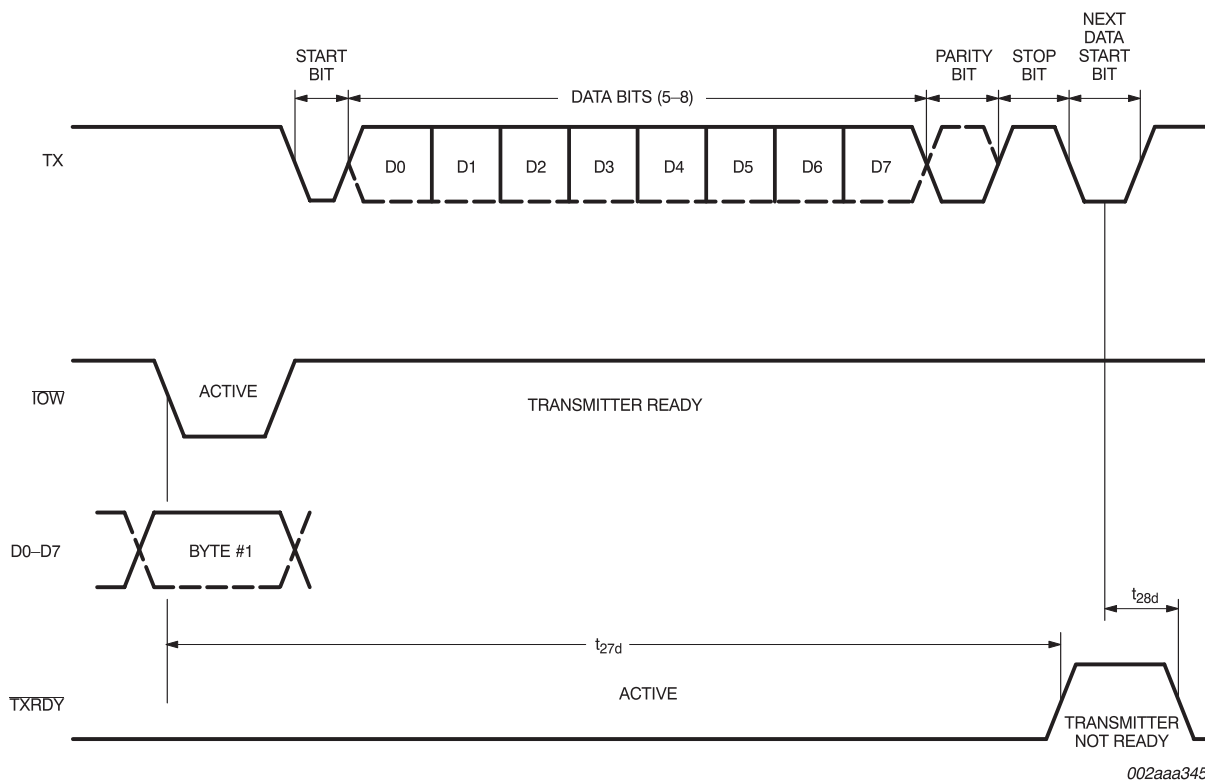 NEXT
DATA
START
BIT
START
BIT
PARITY
BIT
STOP
BIT
DATA BITS (5–8)
TX
D0
D1
D2
D3
D4
D5
D6
D7
IOW
ACTIVE
TRANSMITTER READY
D0–D7
BYTE #1
t28d
t27d
TXRDY
ACTIVE
TRANSMITTER
NOT READY
002aaa345